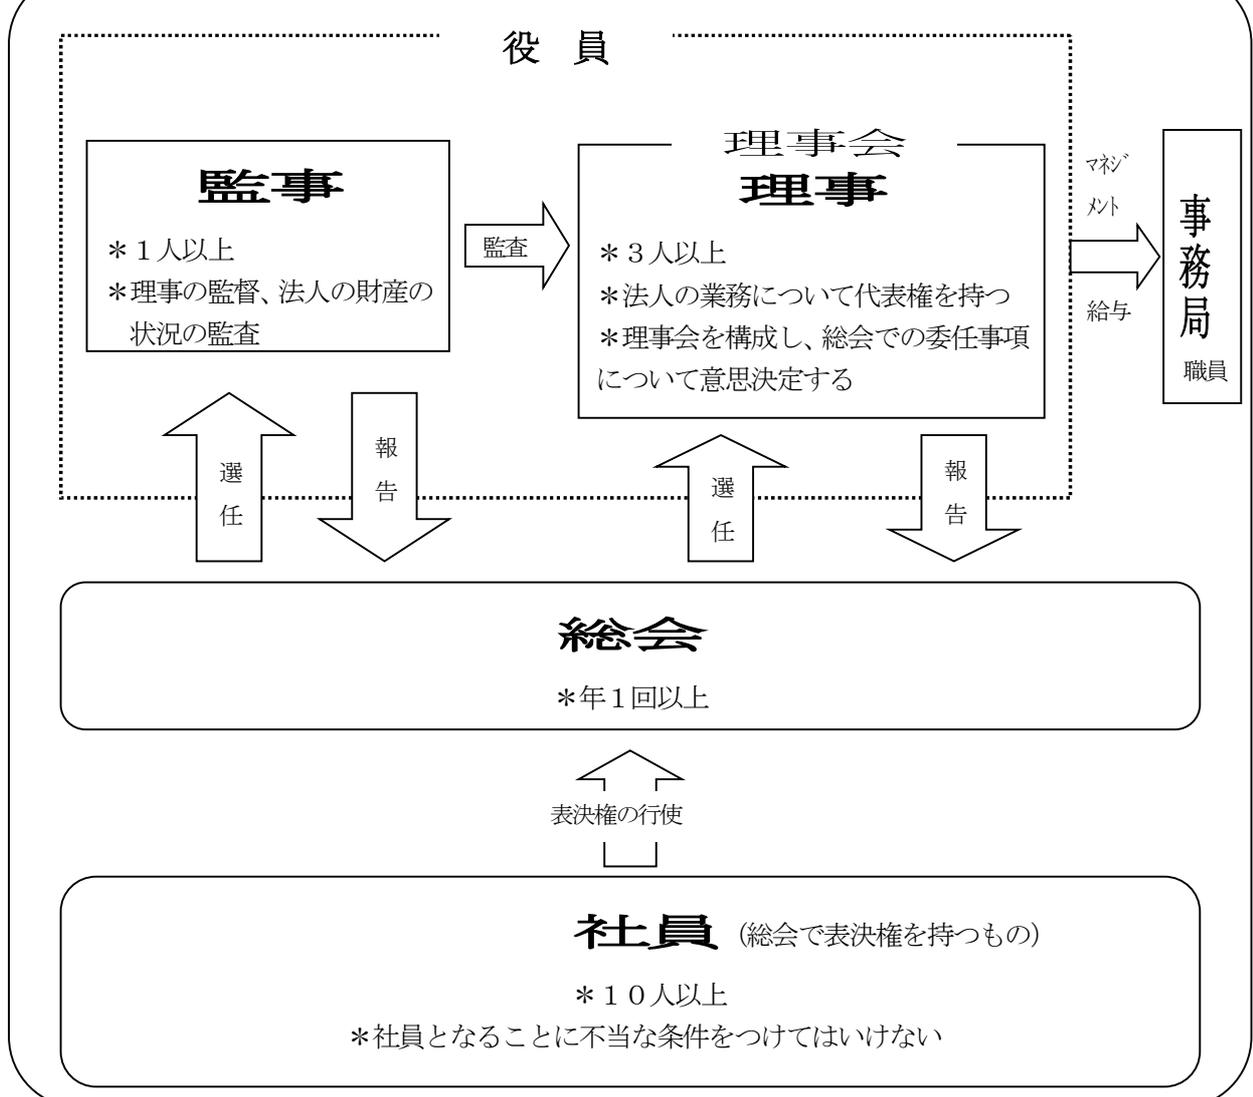 役　員
監事
＊１人以上
＊理事の監督、法人の財産の
状況の監査
監査
理事会
理事
＊３人以上
＊法人の業務について代表権を持つ
＊理事会を構成し、総会での委任事項
について意思決定する
ﾏﾈｼﾞ
ﾒﾝﾄ
給与
事務局
職員
選任
報告
選任
報告
総会
＊年１回以上
表決権の行使
社員（総会で表決権を持つもの）
＊１０人以上
＊社員となることに不当な条件をつけてはいけない